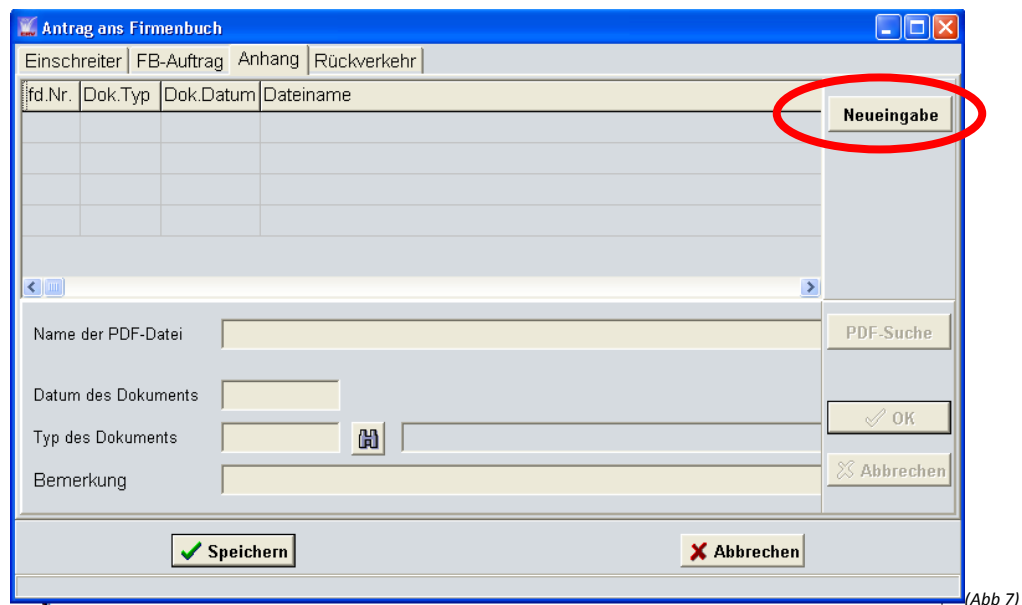 Antrag ans Firmenbuch
Einschreiter FB-Auftrag Anhang Rückverkehr
lfd.Nr. Dok.Typ Dok.Datum Dateiname
Neueingabe
Name der PDF-Datei
PDF-Suche
Datum des Dokuments
OK
Typ des Dokuments
Abbrechen
Bemerkung
Speichern Abbrechen
(Abb 7)